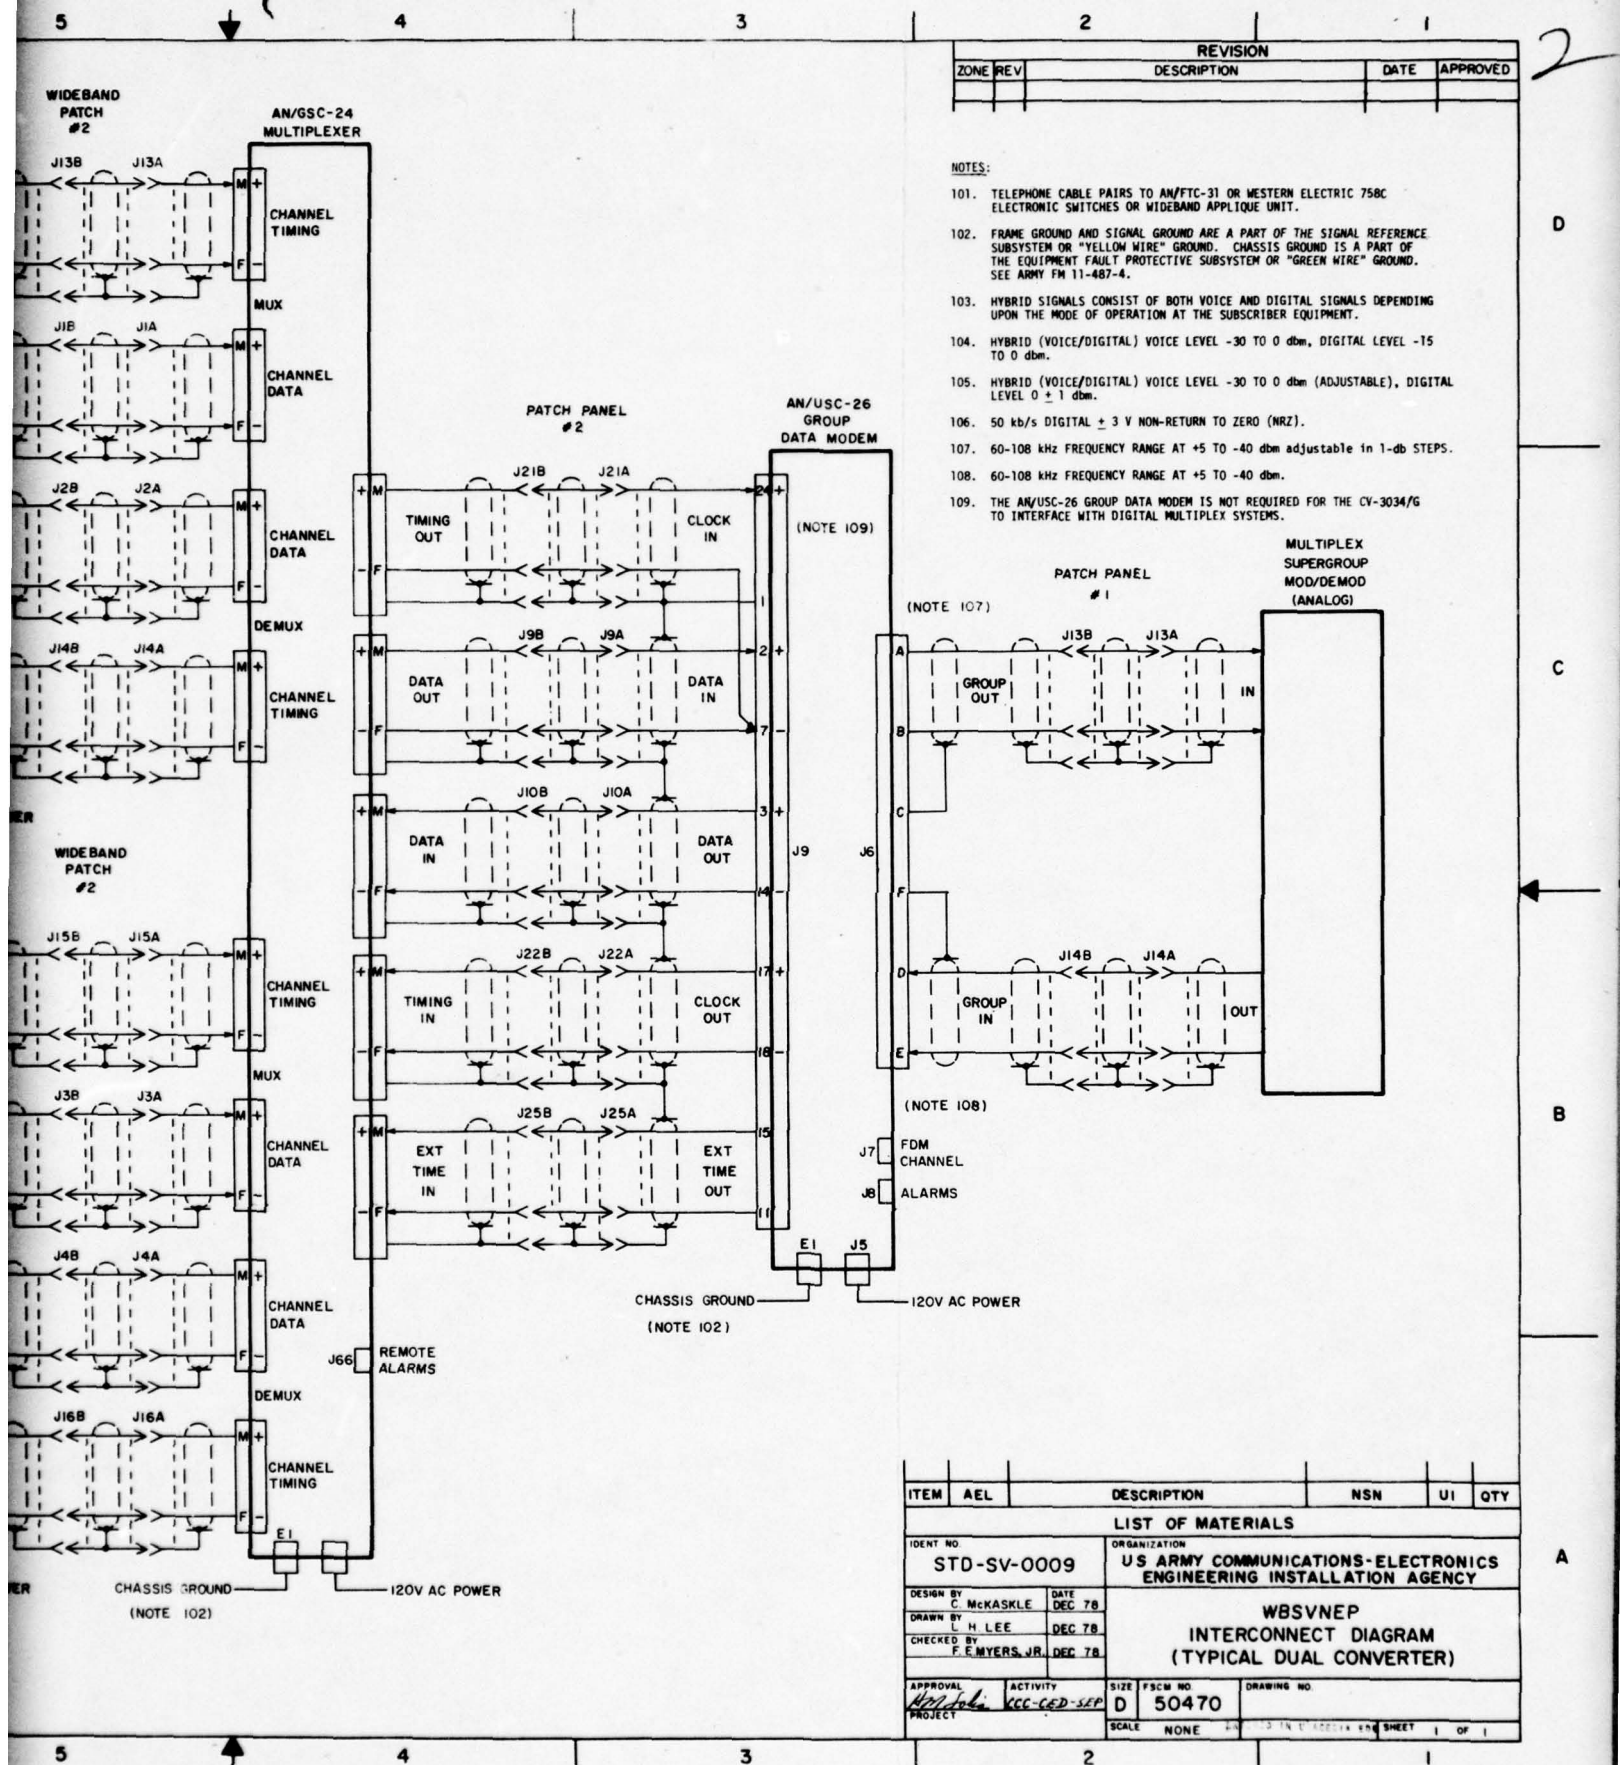 5 4 3 2 1
2
REVISION
ZONE REV DESCRIPTION DATE APPROVED
WIDEBAND
PATCH
#2
AN/GSC-24
MULTIPLEXER
J13B J13A
M +
CHANNEL
TIMING
F -
MUX
J1B J1A
M +
CHANNEL
DATA
F -
J2B J2A
M +
CHANNEL
DATA
F -
DEMUX
J14B J14A
M +
CHANNEL
TIMING
F -
ER
WIDEBAND
PATCH
#2
J15B J15A
M +
CHANNEL
TIMING
F -
MUX
J3B J3A
M +
CHANNEL
DATA
F -
J4B J4A
M +
CHANNEL
DATA
F -
DEMUX
J16B J16A
M +
CHANNEL
TIMING
F -
E1
ER
CHASSIS GROUND
(NOTE 102)
120V AC POWER
J66
REMOTE
ALARMS
PATCH PANEL
#2
AN/USC-26
GROUP
DATA MODEM
J21B J21A
+ M
24 +
TIMING
OUT
CLOCK
IN
(NOTE 109)
- F
1
J9B J9A
+ M
2 +
DATA
OUT
DATA
IN
- F
7 -
J10B J10A
+ M
3 +
DATA
IN
DATA
OUT
J9
- F
14 -
J22B J22A
+ M
17 +
TIMING
IN
CLOCK
OUT
- F
18 -
J25B J25A
+ M
15
EXT
TIME
IN
EXT
TIME
OUT
- F
11
E1 J5
CHASSIS GROUND
(NOTE 102)
120V AC POWER
NOTES:
101. TELEPHONE CABLE PAIRS TO AN/FTC-31 OR WESTERN ELECTRIC 758C
ELECTRONIC SWITCHES OR WIDEBAND APPLIQUE UNIT.
102. FRAME GROUND AND SIGNAL GROUND ARE A PART OF THE SIGNAL REFERENCE
SUBSYSTEM OR "YELLOW WIRE" GROUND. CHASSIS GROUND IS A PART OF
THE EQUIPMENT FAULT PROTECTIVE SUBSYSTEM OR "GREEN WIRE" GROUND.
SEE ARMY FM 11-487-4.
103. HYBRID SIGNALS CONSIST OF BOTH VOICE AND DIGITAL SIGNALS DEPENDING
UPON THE MODE OF OPERATION AT THE SUBSCRIBER EQUIPMENT.
104. HYBRID (VOICE/DIGITAL) VOICE LEVEL -30 TO 0 dbm, DIGITAL LEVEL -15
TO 0 dbm.
105. HYBRID (VOICE/DIGITAL) VOICE LEVEL -30 TO 0 dbm (ADJUSTABLE), DIGITAL
LEVEL 0 ± 1 dbm.
106. 50 kb/s DIGITAL ± 3 V NON-RETURN TO ZERO (NRZ).
107. 60-108 kHz FREQUENCY RANGE AT +5 TO -40 dbm adjustable in 1-db STEPS.
108. 60-108 kHz FREQUENCY RANGE AT +5 TO -40 dbm.
109. THE AN/USC-26 GROUP DATA MODEM IS NOT REQUIRED FOR THE CV-3034/G
TO INTERFACE WITH DIGITAL MULTIPLEX SYSTEMS.
PATCH PANEL
#1
MULTIPLEX
SUPERGROUP
MOD/DEMOD
(ANALOG)
(NOTE 107)
J13B J13A
A
GROUP
OUT
IN
B
C
J6
F
J14B J14A
D
GROUP
IN
OUT
E
(NOTE 108)
J7
FDM
CHANNEL
J8 ALARMS
D
C
B
A
ITEM AEL DESCRIPTION NSN UI QTY
LIST OF MATERIALS
IDENT NO.
STD-SV-0009
ORGANIZATION
US ARMY COMMUNICATIONS-ELECTRONICS
ENGINEERING INSTALLATION AGENCY
DESIGN BY
C. McKASKLE
DATE
DEC 78
DRAWN BY
L H LEE DEC 78
CHECKED BY
F. E MYERS, JR. DEC 78
WBSVNEP
INTERCONNECT DIAGRAM
(TYPICAL DUAL CONVERTER)
APPROVAL
ACTIVITY
CCC-CED-SEP
PROJECT
SIZE
D
FSCM NO.
50470
DRAWING NO.
SCALE NONE
SHEET 1 OF 1
5 4 3 2 1